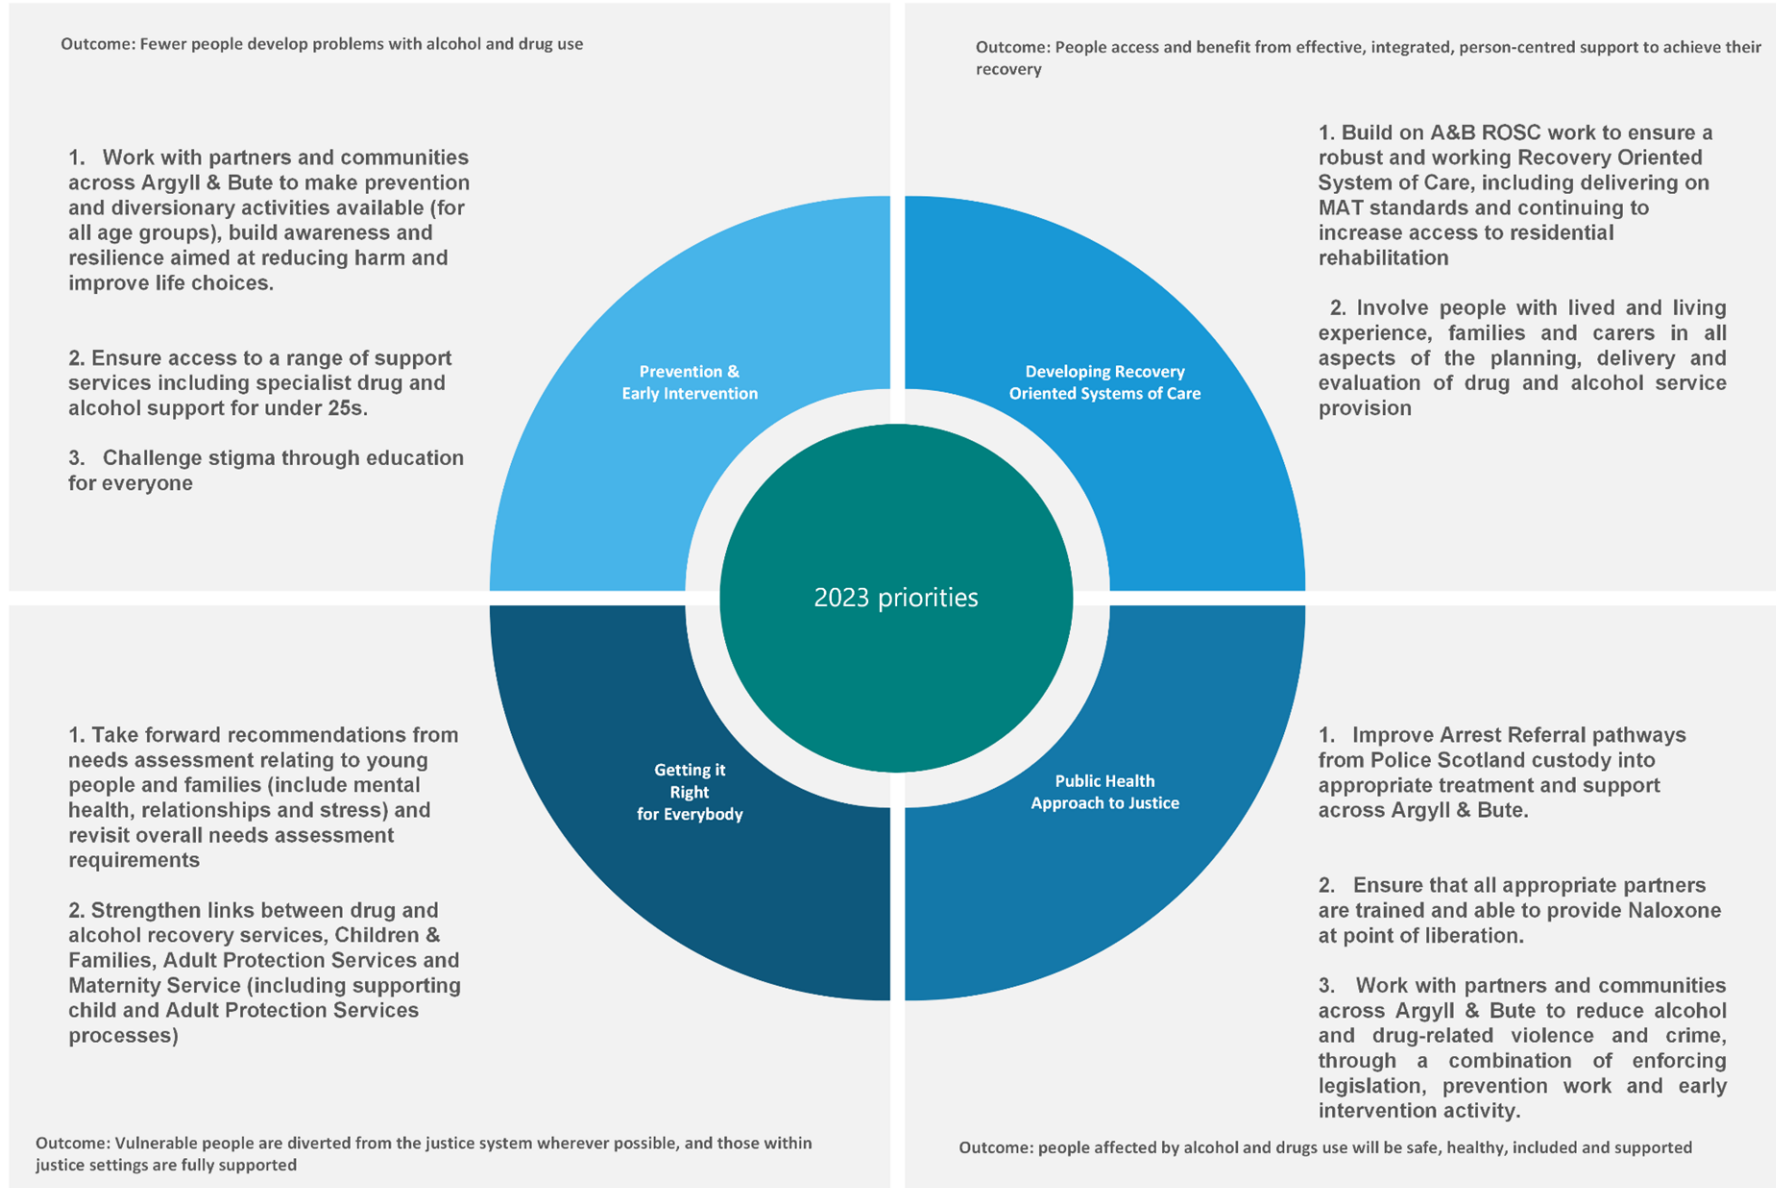 Outcome: Fewer people develop problems with alcohol and drug use
1. Work with partners and communities
across Argyll & Bute to make prevention
and diversionary activities available (for
all age groups), build awareness and
resilience aimed at reducing harm and
improve life choices.
2. Ensure access to a range of support
services including specialist drug and
alcohol support for under 25s.
3. Challenge stigma through education
for everyone
Prevention &
Early Intervention
Outcome: People access and benefit from effective, integrated, person-centred support to achieve their
recovery
1. Build on A&B ROSC work to ensure a
robust and working Recovery Oriented
System of Care, including delivering on
MAT standards and continuing to
increase access to residential
rehabilitation
2. Involve people with lived and living
experience, families and carers in all
aspects of the planning, delivery and
evaluation of drug and alcohol service
provision
Developing Recovery
Oriented Systems of Care
2023 priorities
1. Take forward recommendations from
needs assessment relating to young
people and families (include mental
health, relationships and stress) and
revisit overall needs assessment
requirements
2. Strengthen links between drug and
alcohol recovery services, Children &
Families, Adult Protection Services and
Maternity Service (including supporting
child and Adult Protection Services
processes)
Getting it
Right
for Everybody
Outcome: Vulnerable people are diverted from the justice system wherever possible, and those within
justice settings are fully supported
Public Health
Approach to Justice
1. Improve Arrest Referral pathways
from Police Scotland custody into
appropriate treatment and support
across Argyll & Bute.
2. Ensure that all appropriate partners
are trained and able to provide Naloxone
at point of liberation.
3. Work with partners and communities
across Argyll & Bute to reduce alcohol
and drug-related violence and crime,
through a combination of enforcing
legislation, prevention work and early
intervention activity.
Outcome: people affected by alcohol and drugs use will be safe, healthy, included and supported